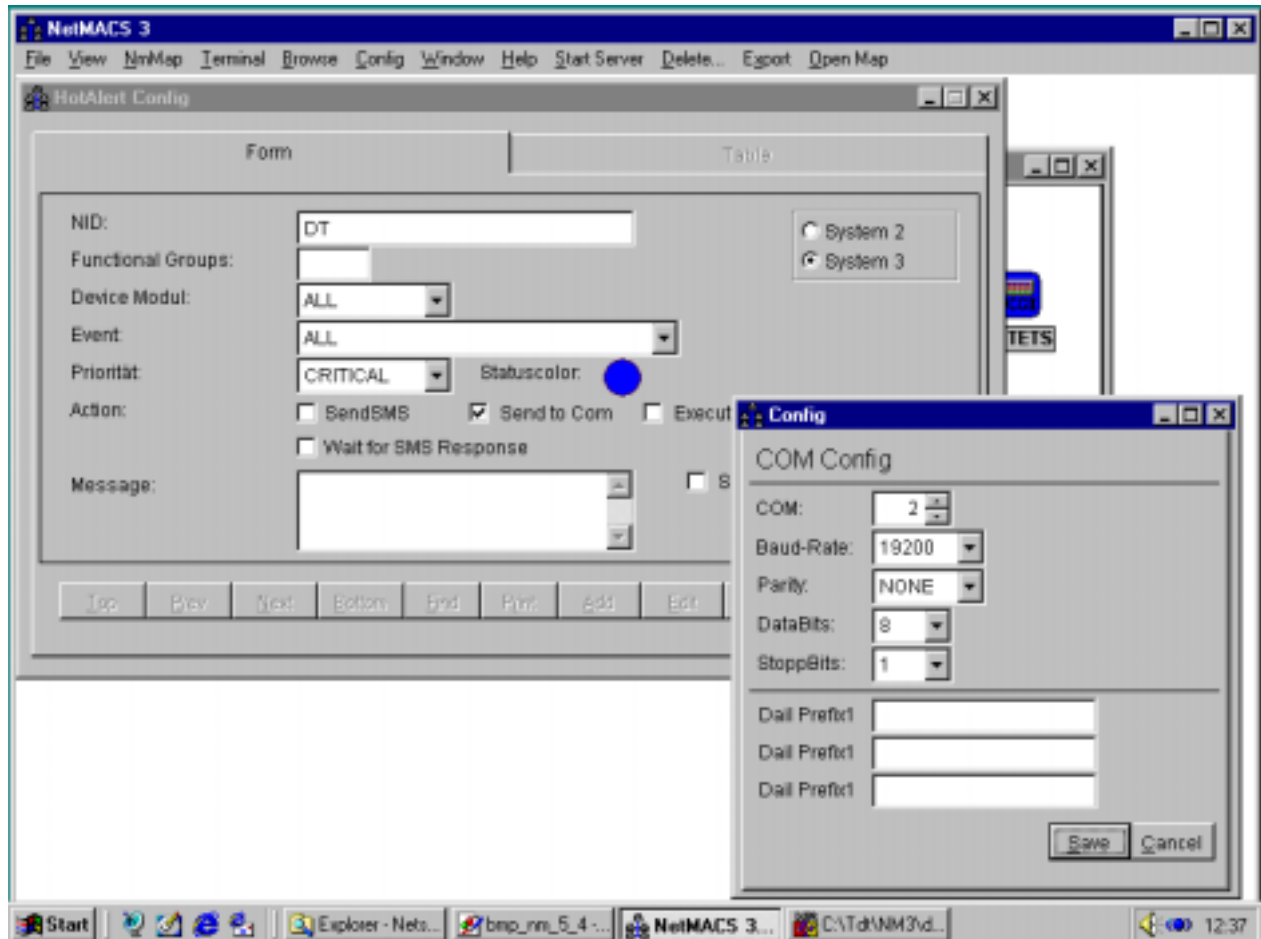 NetMACS 3
File View NmMap Terminal Browse Config Window Help Start Server Delete... Export Open Map
HotAlert Config
Form Table
NID: DT
System 2
Functional Groups:
System 3
Device Modul: ALL
TETS
Event: ALL
Priorität: CRITICAL Statuscolor:
Action: SendSMS Send to Com Execut
Wait for SMS Response
Message: S
Top Prev Next Bottom Find Print Add Edit
Config
COM Config
COM: 2
Baud-Rate: 19200
Parity: NONE
DataBits: 8
StoppBits: 1
Dail Prefix1
Dail Prefix1
Dail Prefix1
Save Cancel
Start Explorer - Nets... bmp_nm_5_4 -... NetMACS 3... C:\Tdt\NM3\d... 12:37